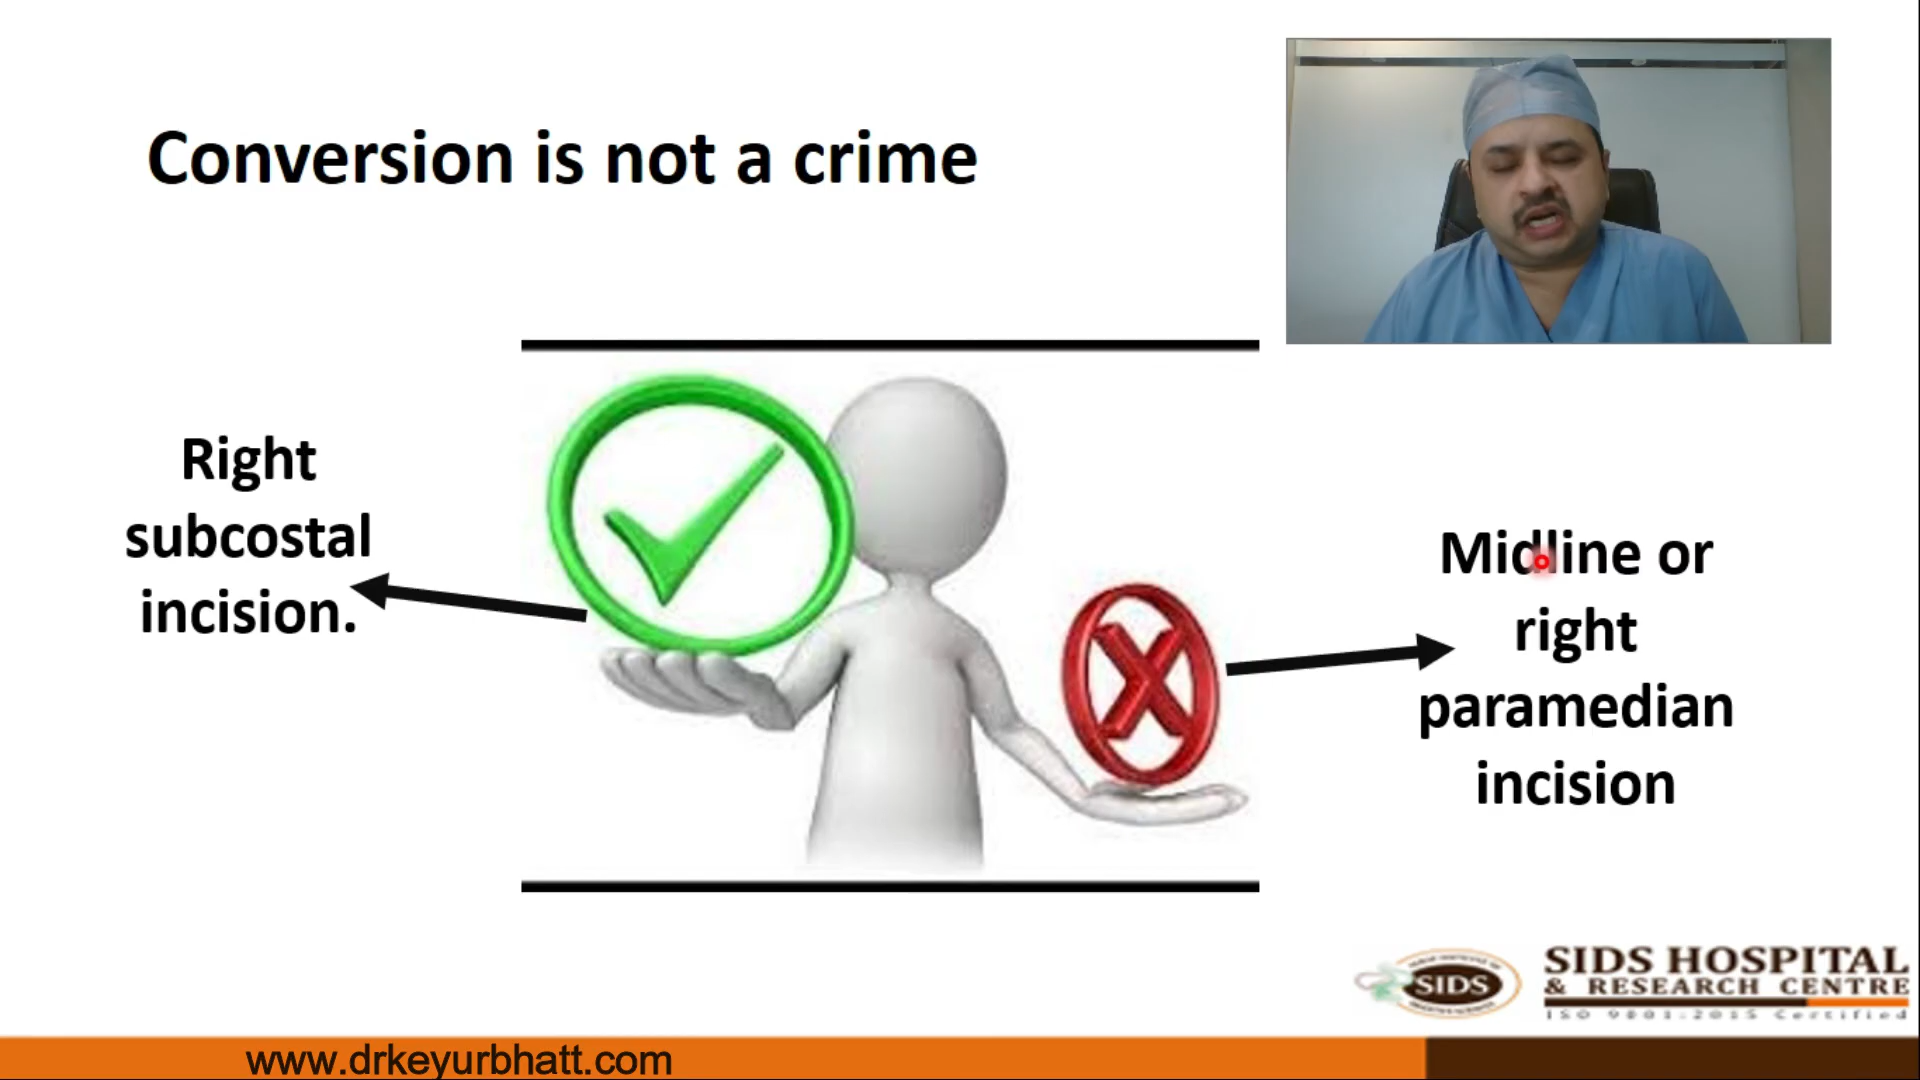 Conversion is not a crime
Right
subcostal
incision.
Midline or
right
paramedian
incision
SIDS
SIDS HOSPITAL
& RESEARCH CENTRE
ISO 9001:2015 Certified
www.drkeyurbhatt.com